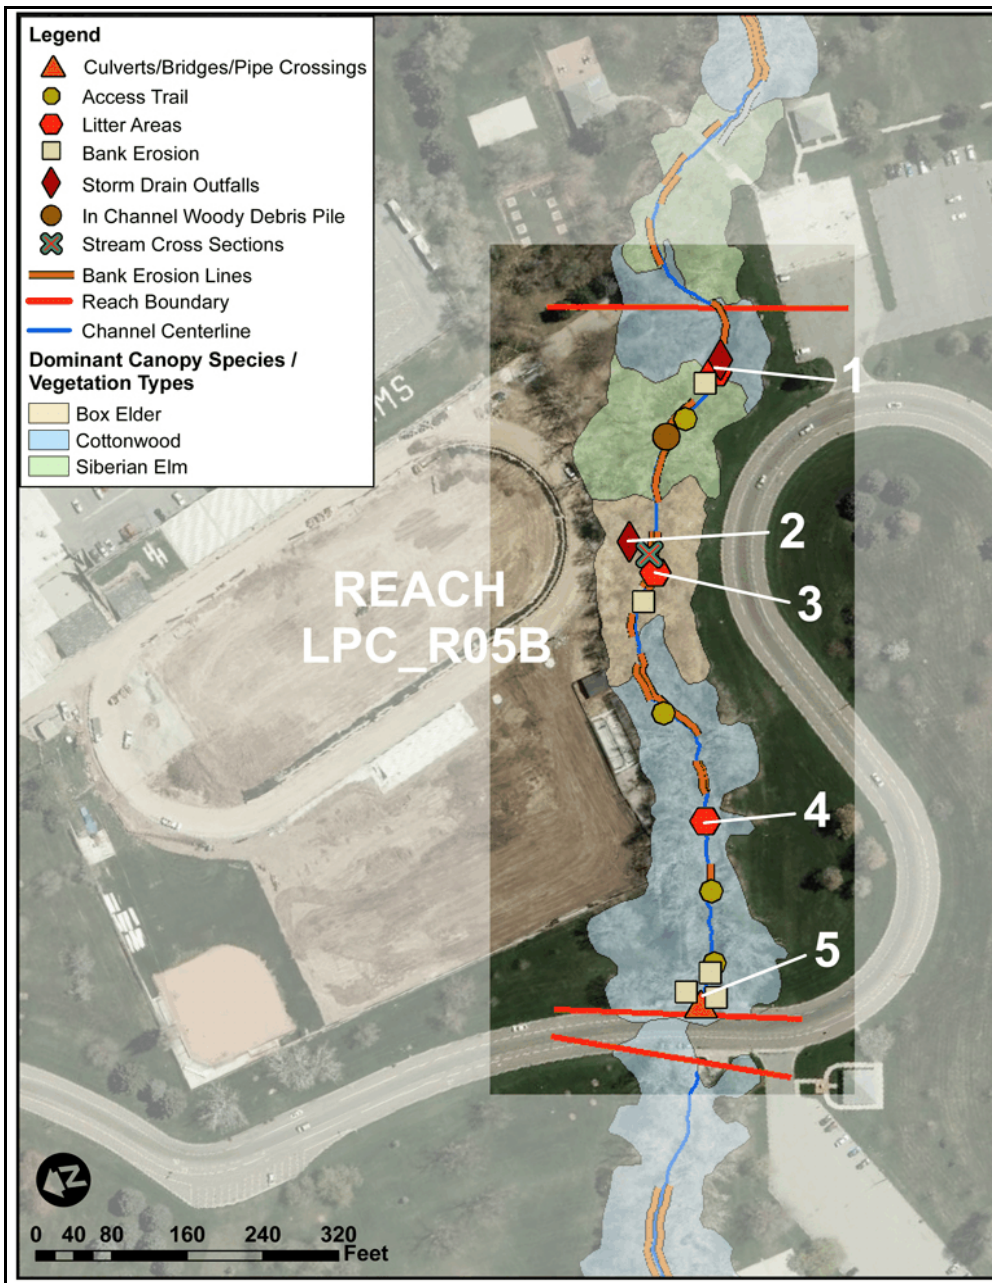 Legend
Culverts/Bridges/Pipe Crossings
Access Trail
Litter Areas
Bank Erosion
Storm Drain Outfalls
In Channel Woody Debris Pile
Stream Cross Sections
Bank Erosion Lines
Reach Boundary
Channel Centerline
Dominant Canopy Species /
Vegetation Types
Box Elder
Cottonwood
Siberian Elm
MS
1
2
3
REACH
LPC_R05B
4
5
N
0 40 80 160 240 320
Feet